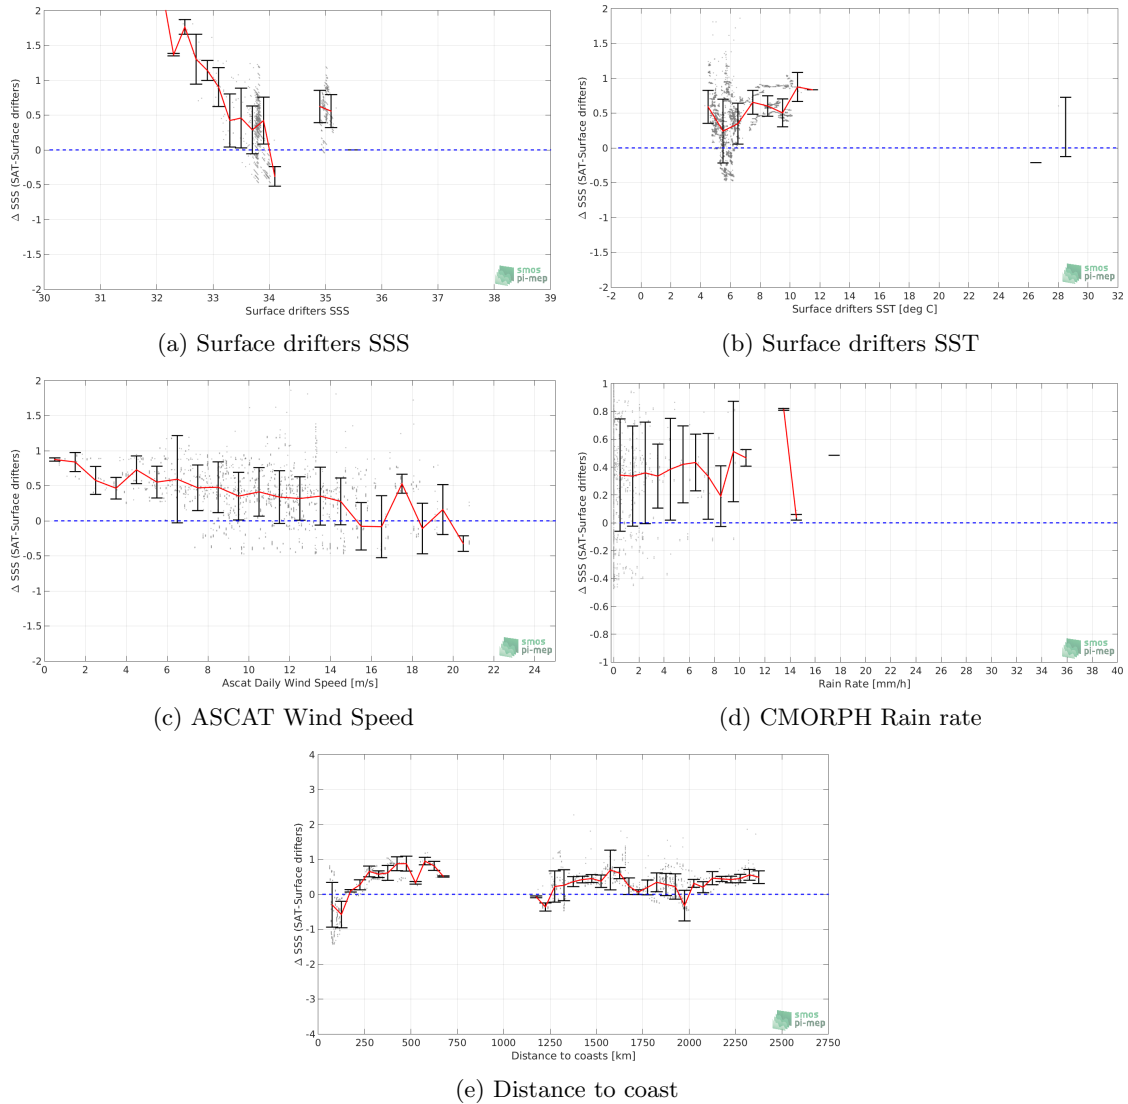 2
1.5
1
0.5
0
-0.5
-1
-1.5
-2
Δ SSS (SAT-Surface drifters)
30 31 32 33 34 35 36 37 38 39
Surface drifters SSS
smos
pi-mep
(a) Surface drifters SSS
2
1.5
1
0.5
0
-0.5
-1
-1.5
-2
Δ SSS (SAT-Surface drifters)
-2 0 2 4 6 8 10 12 14 16 18 20 22 24 26 28 30 32
Surface drifters SST [deg C]
smos
pi-mep
(b) Surface drifters SST
2
1.5
1
0.5
0
-0.5
-1
-1.5
-2
Δ SSS (SAT-Surface drifters)
0 2 4 6 8 10 12 14 16 18 20 22 24
Ascat Daily Wind Speed [m/s]
smos
pi-mep
(c) ASCAT Wind Speed
1
0.8
0.6
0.4
0.2
0
-0.2
-0.4
-0.6
-0.8
-1
Δ SSS (SAT-Surface drifters)
0 2 4 6 8 10 12 14 16 18 20 22 24 26 28 30 32 34 36 38 40
Rain Rate [mm/h]
smos
pi-mep
(d) CMORPH Rain rate
4
3
2
1
0
-1
-2
-3
-4
Δ SSS (SAT-Surface drifters)
0 250 500 750 1000 1250 1500 1750 2000 2250 2500 2750
Distance to coasts [km]
smos
pi-mep
(e) Distance to coast